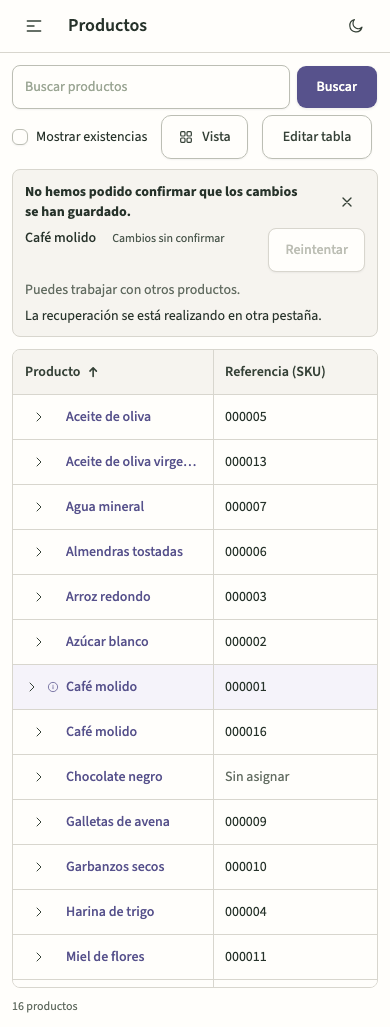 Productos
Buscar productos
Buscar
Mostrar existencias
Vista
Editar tabla
No hemos podido confirmar que los cambios
se han guardado.
Café molido Cambios sin confirmar
Reintentar
Puedes trabajar con otros productos.
La recuperación se está realizando en otra pestaña.
Producto ↑ Referencia (SKU)
Aceite de oliva 000005
Aceite de oliva virge… 000013
Agua mineral 000007
Almendras tostadas 000006
Arroz redondo 000003
Azúcar blanco 000002
Café molido 000001
Café molido 000016
Chocolate negro Sin asignar
Galletas de avena 000009
Garbanzos secos 000010
Harina de trigo 000004
Miel de flores 000011
16 productos